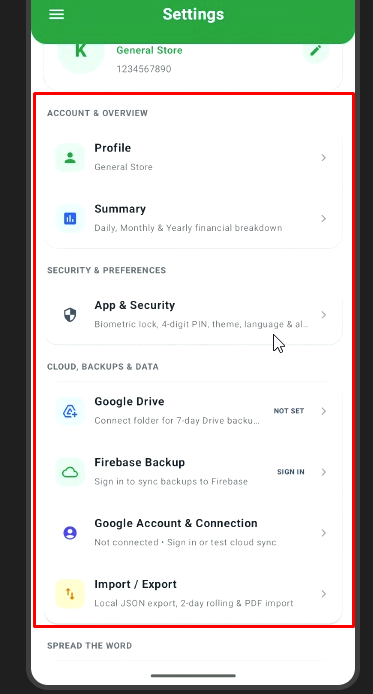 Settings
K
General Store
1234567890
ACCOUNT & OVERVIEW
Profile
General Store
Summary
Daily, Monthly & Yearly financial breakdown
SECURITY & PREFERENCES
App & Security
Biometric lock, 4-digit PIN, theme, language & al...
CLOUD, BACKUPS & DATA
Google Drive
Connect folder for 7-day Drive backu...
NOT SET
Firebase Backup
Sign in to sync backups to Firebase
SIGN IN
Google Account & Connection
Not connected • Sign in or test cloud sync
Import / Export
Local JSON export, 2-day rolling & PDF import
SPREAD THE WORD